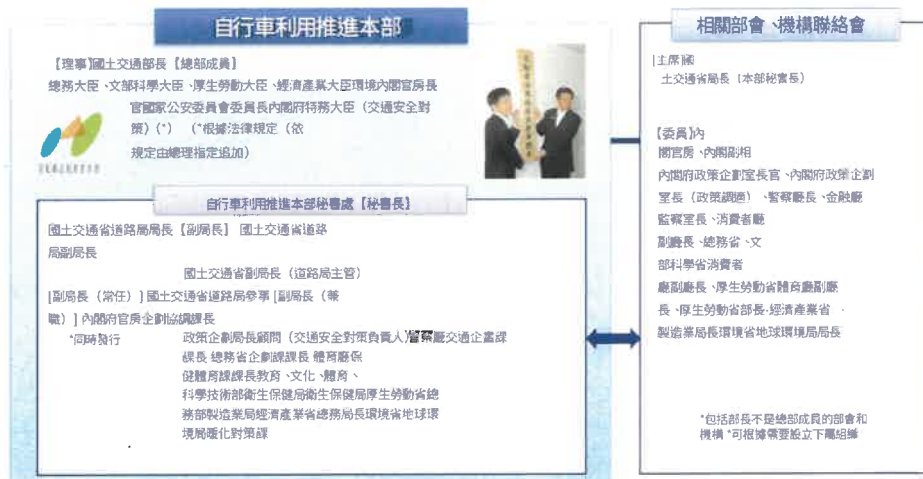 自行車利用推進本部
【理事】國土交通部長【總部成員】
總務大臣、文部科學大臣、厚生勞動大臣、經濟產業大臣環境內閣官房長
官國家公安委員會委員長內閣府特務大臣（交通安全對
策）(*) （*根據法律規定（依
規定由總理指定追加）
自行車利用推進本部秘書處【秘書長】
國土交通省道路局局長【副局長】 國土交通省道路
局副局長
國土交通省副局長（道路局主管）
[副局長（常任）] 國土交通省道路局參事 [副局長（兼
職）] 內閣府官房企劃協調課長
*同時發行
政策企劃局長顧問（交通安全對策負責人）警察廳交通企畫課
課長 總務省企劃課課長 體育廳保
健體育課課長教育、文化、體育、
科學技術部衛生保健局衛生保健局厚生勞動省總
務部製造業局經濟產業省總務局長環境省地球環
境局暖化對策課
相關部會、機構聯絡會
[主席]國
土交通省局長（本部秘書長）
【委員】內
閣官房、內閣副相
內閣府政策企劃室長官、內閣府政策企劃
室長（政策調適）、警察廳長、金融廳
監察室長、消費者廳
副廳長、總務省、文
部科學省消費者
廳副廳長、厚生勞動省體育廳副廳
長、厚生勞動省部長、經濟產業省
製造業局長環境省地球環境局局長
*包括部長不是總部成員的部會和
機構 *可根據需要設立下屬組織